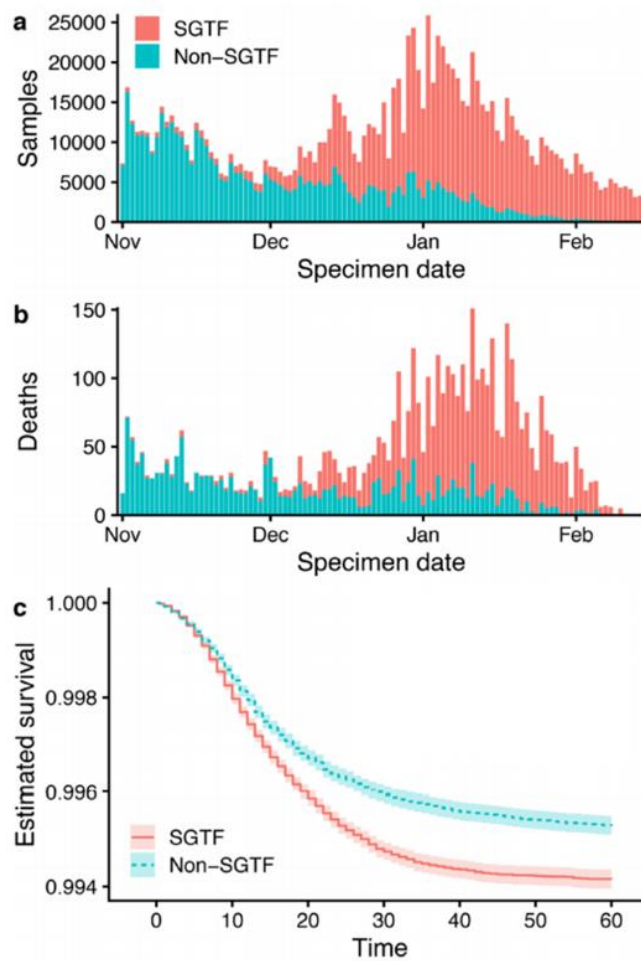 a
SGTF
Non-SGTF
25000
20000
15000
10000
5000
0
Samples
Nov
Dec
Jan
Feb
Specimen date
b
150
100
50
0
Deaths
Nov
Dec
Jan
Feb
Specimen date
c
1.000
0.998
0.996
0.994
Estimated survival
SGTF
Non-SGTF
0
10
20
30
40
50
60
Time